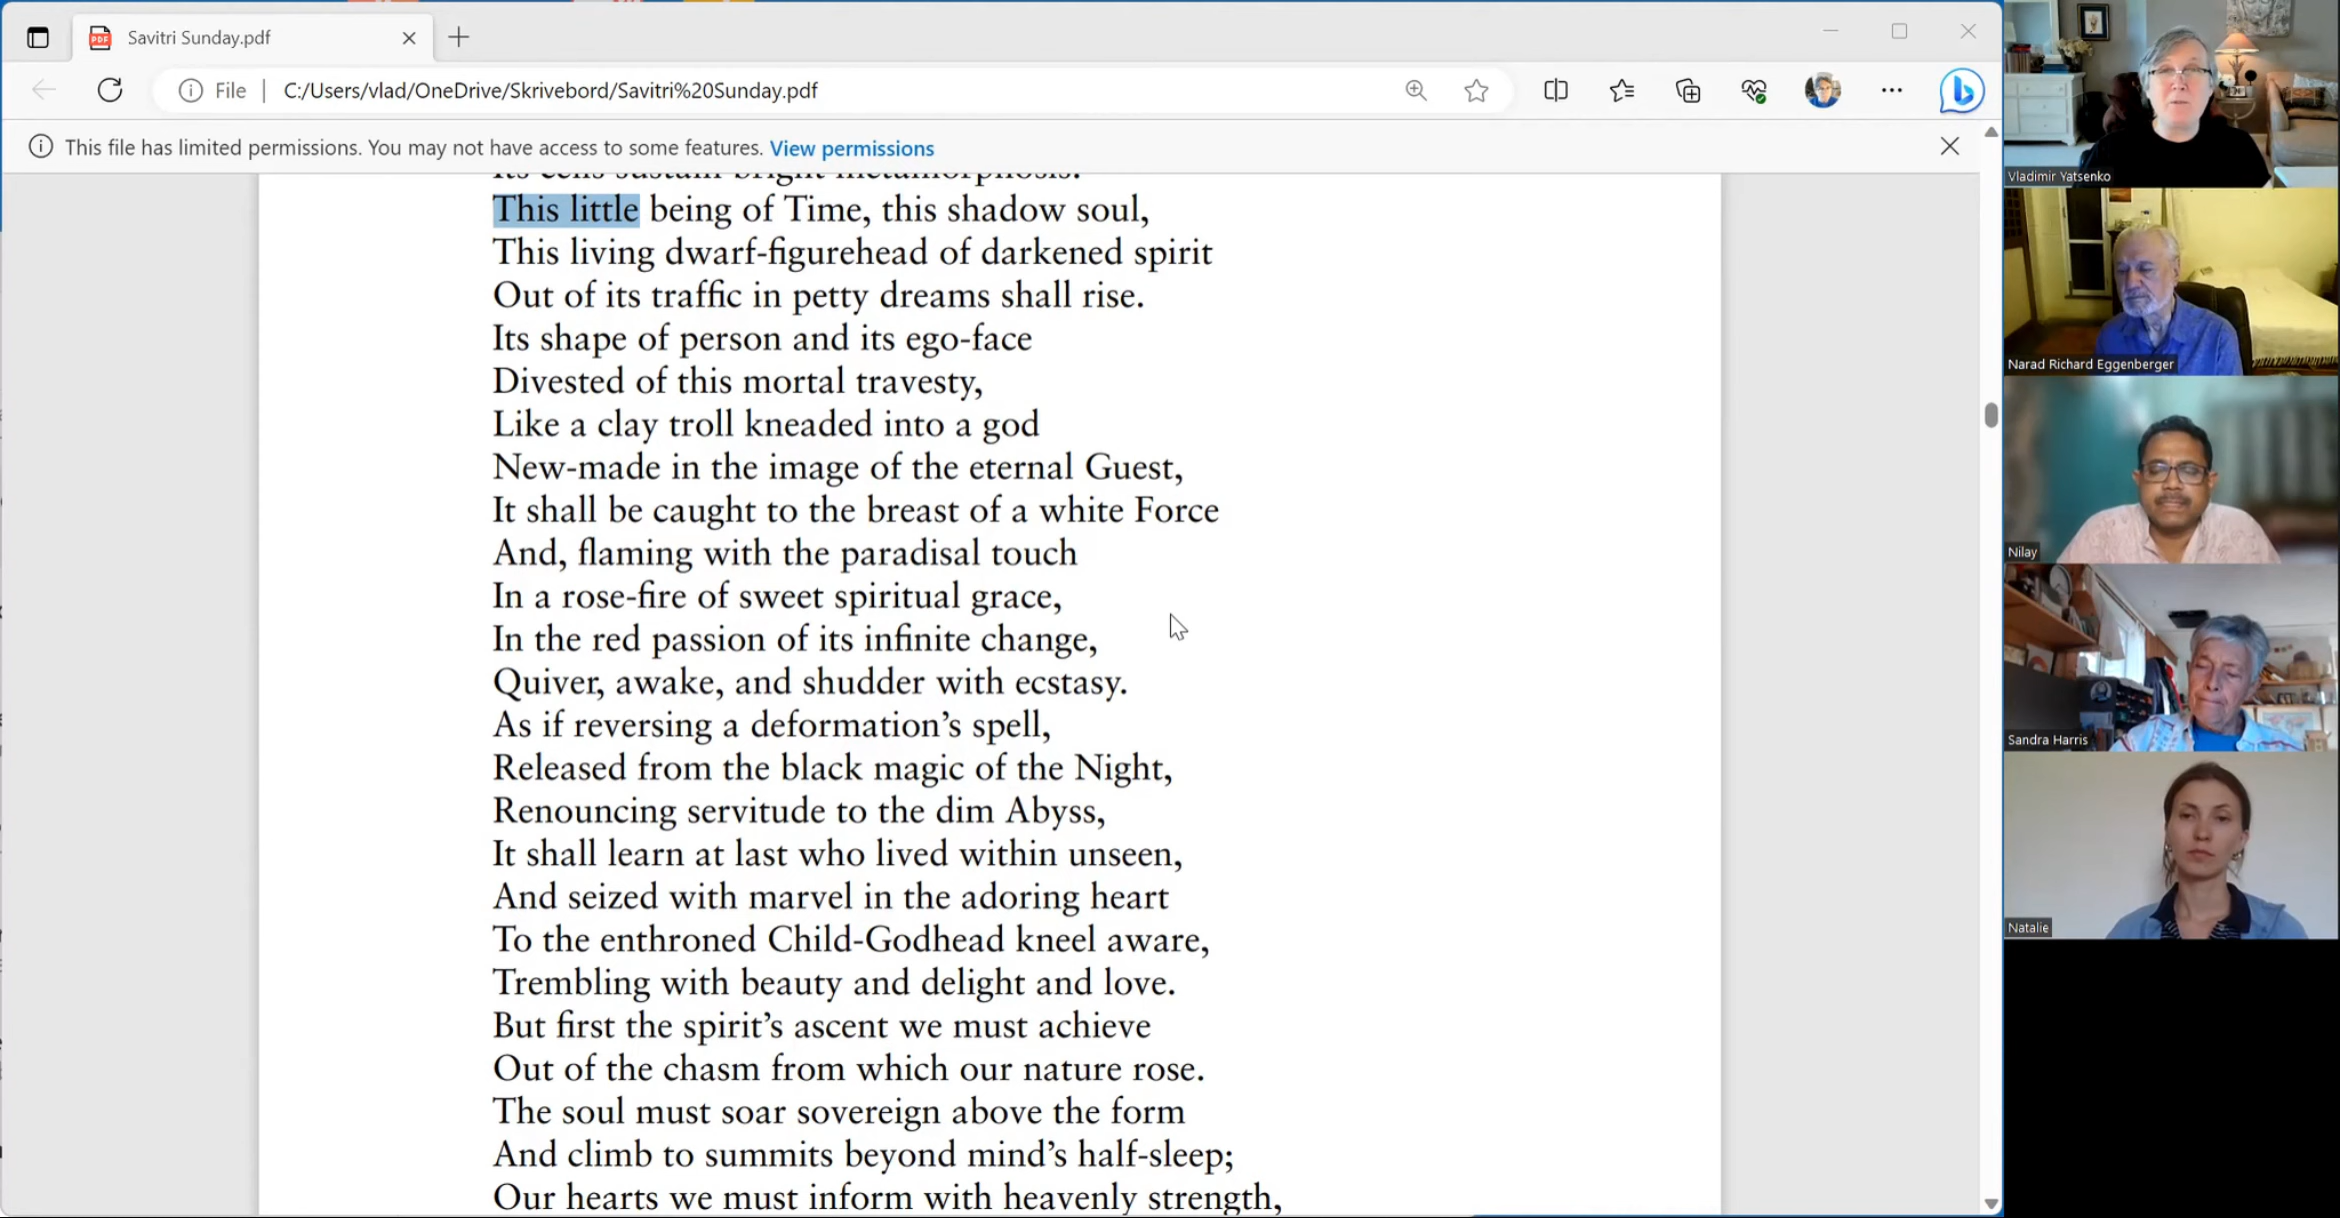 Savitri Sunday.pdf
File | C:/Users/vlad/OneDrive/Skrivebord/Savitri%20Sunday.pdf
This file has limited permissions. You may not have access to some features. View permissions
Its cells sustain bright metamorphosis.
This little being of Time, this shadow soul,
This living dwarf-figurehead of darkened spirit
Out of its traffic in petty dreams shall rise.
Its shape of person and its ego-face
Divested of this mortal travesty,
Like a clay troll kneaded into a god
New-made in the image of the eternal Guest,
It shall be caught to the breast of a white Force
And, flaming with the paradisal touch
In a rose-fire of sweet spiritual grace,
In the red passion of its infinite change,
Quiver, awake, and shudder with ecstasy.
As if reversing a deformation’s spell,
Released from the black magic of the Night,
Renouncing servitude to the dim Abyss,
It shall learn at last who lived within unseen,
And seized with marvel in the adoring heart
To the enthroned Child-Godhead kneel aware,
Trembling with beauty and delight and love.
But first the spirit’s ascent we must achieve
Out of the chasm from which our nature rose.
The soul must soar sovereign above the form
And climb to summits beyond mind’s half-sleep;
Our hearts we must inform with heavenly strength,
Vladimir Yatsenko
Narad Richard Eggenberger
Nilay
Sandra Harris
Natalie